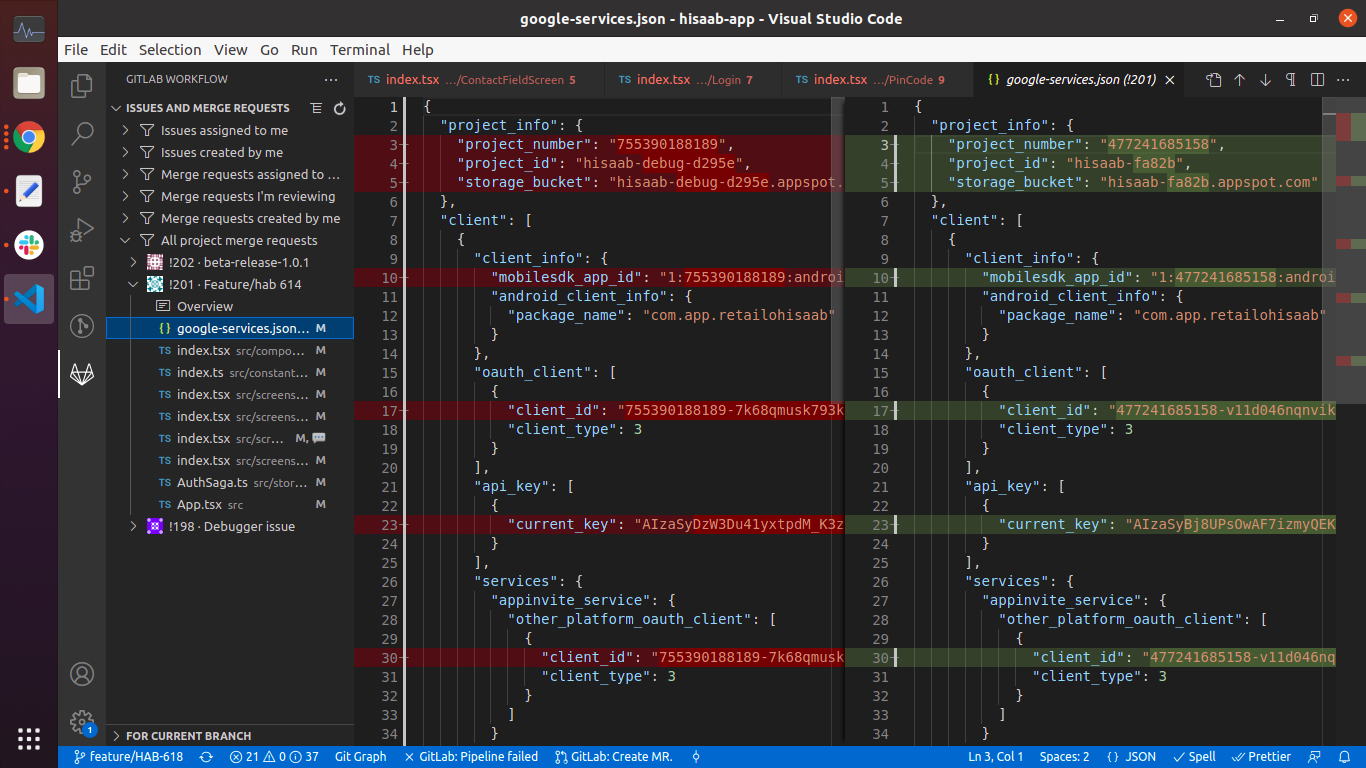 google-services.json - hisaab-app - Visual Studio Code
File Edit Selection View Go Run Terminal Help
GITLAB WORKFLOW
ISSUES AND MERGE REQUESTS
Issues assigned to me
Issues created by me
Merge requests assigned to ...
Merge requests I'm reviewing
Merge requests created by me
All project merge requests
!202 · beta-release-1.0.1
!201 · Feature/hab 614
Overview
{} google-services.json... M
TS index.tsx src/compo... M
TS index.ts src/constant... M
TS index.tsx src/screens... M
TS index.tsx src/screens... M
TS index.tsx src/scr... M,
TS index.tsx src/screens... M
TS AuthSaga.ts src/stor... M
TS App.tsx src M
!198 · Debugger issue
FOR CURRENT BRANCH
1
TS index.tsx .../ContactFieldScreen 5
TS index.tsx .../Login 7
TS index.tsx .../PinCode 9
{} google-services.json (!201)
1 {
2 "project_info": {
3 "project_number": "755390188189",
4 "project_id": "hisaab-debug-d295e",
5 "storage_bucket": "hisaab-debug-d295e.appspot.
6 },
7 "client": [
8 {
9 "client_info": {
10 "mobilesdk_app_id": "1:755390188189:androi
11 "android_client_info": {
12 "package_name": "com.app.retailohisaab"
13 }
14 },
15 "oauth_client": [
16 {
17 "client_id": "755390188189-7k68qmusk793k
18 "client_type": 3
19 }
20 ],
21 "api_key": [
22 {
23 "current_key": "AIzaSyDzW3Du41yxtpdM_K3z
24 }
25 ],
26 "services": {
27 "appinvite_service": {
28 "other_platform_oauth_client": [
29 {
30 "client_id": "755390188189-7k68qmusk
31 "client_type": 3
32 }
33 ]
34 }
1 {
2 "project_info": {
3 "project_number": "477241685158",
4 "project_id": "hisaab-fa82b",
5 "storage_bucket": "hisaab-fa82b.appspot.com"
6 },
7 "client": [
8 {
9 "client_info": {
10 "mobilesdk_app_id": "1:477241685158:androi
11 "android_client_info": {
12 "package_name": "com.app.retailohisaab"
13 }
14 },
15 "oauth_client": [
16 {
17 "client_id": "477241685158-v11d046nqnvik
18 "client_type": 3
19 }
20 ],
21 "api_key": [
22 {
23 "current_key": "AIzaSyBj8UPsOwAF7izmyQEK
24 }
25 ],
26 "services": {
27 "appinvite_service": {
28 "other_platform_oauth_client": [
29 {
30 "client_id": "477241685158-v11d046nq
31 "client_type": 3
32 }
33 ]
34 }
feature/HAB-618 21 0 37 Git Graph GitLab: Pipeline failed GitLab: Create MR. Ln 3, Col 1 Spaces: 2 {} JSON Spell Prettier